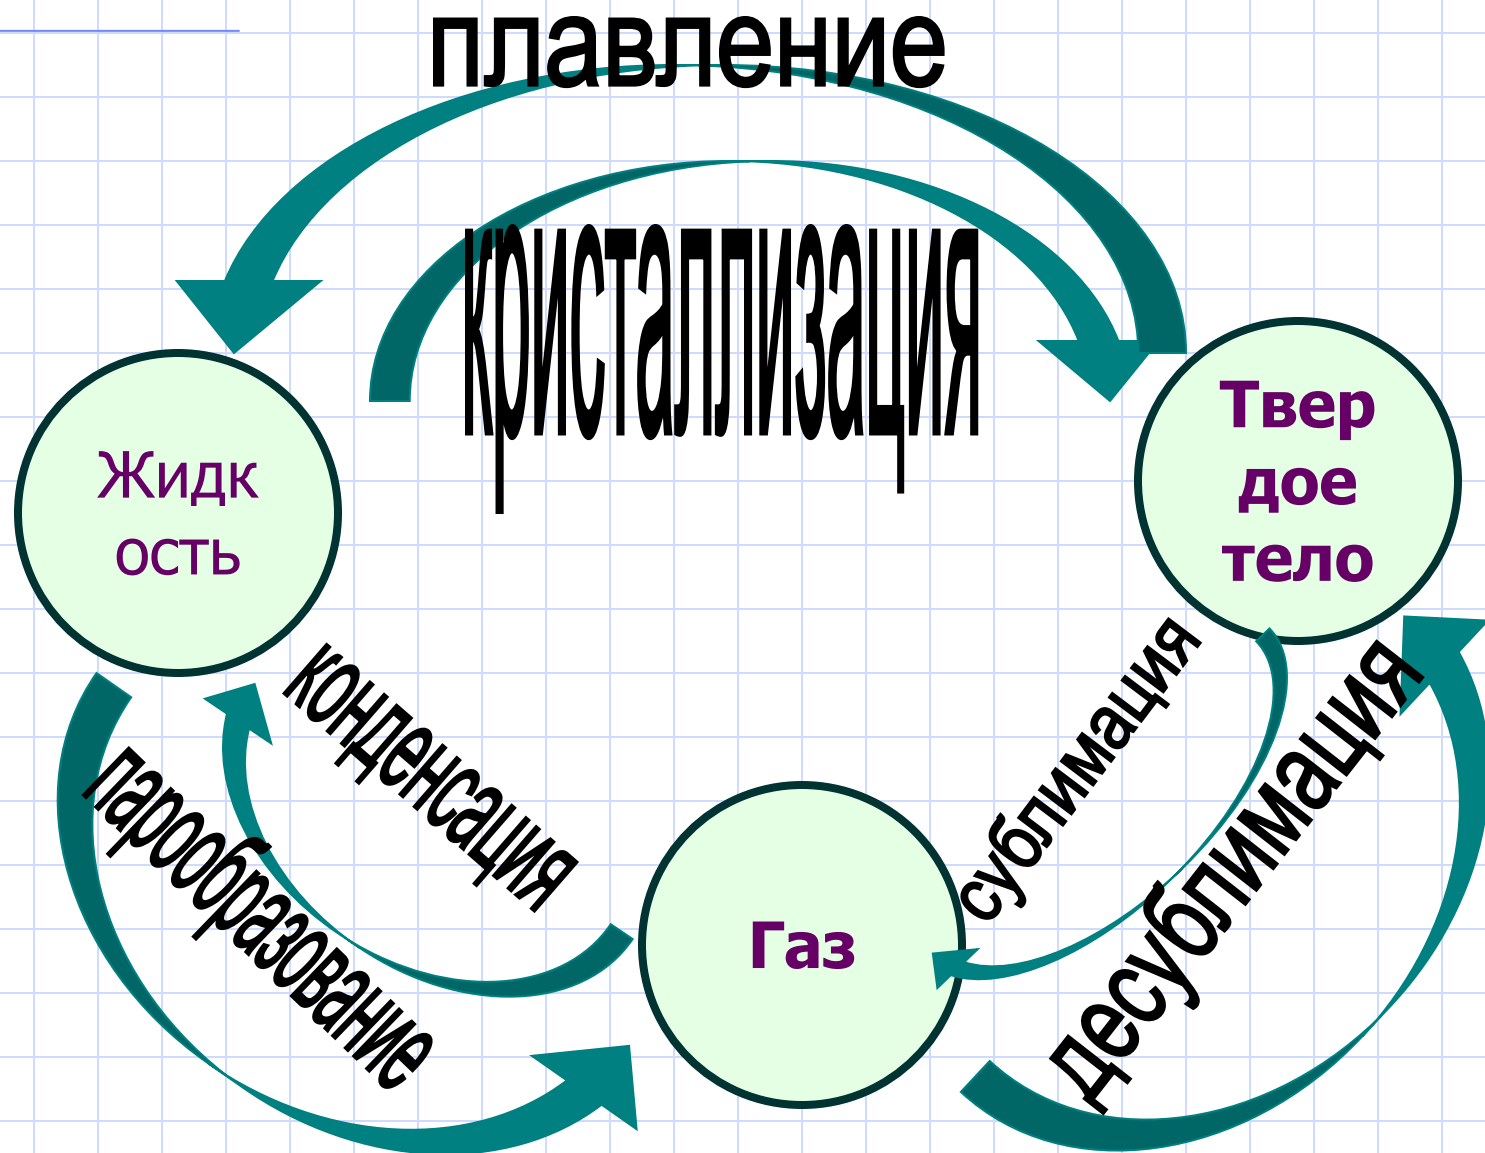 плавление
кристаллизация
Твер
дое
тело
Жидк
ость
конденсация
сублимация
парообразование
десублимация
Газ